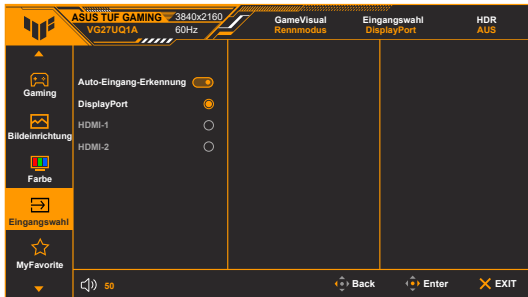 ASUS TUF GAMING 3840x2160
VG27UQ1A 60Hz
GameVisual Eingangswahl HDR
Rennmodus DisplayPort AUS
Gaming
Bildeinrichtung
Farbe
Eingangswahl
MyFavorite
Auto-Eingang-Erkennung
DisplayPort
HDMI-1
HDMI-2
50
Back Enter EXIT